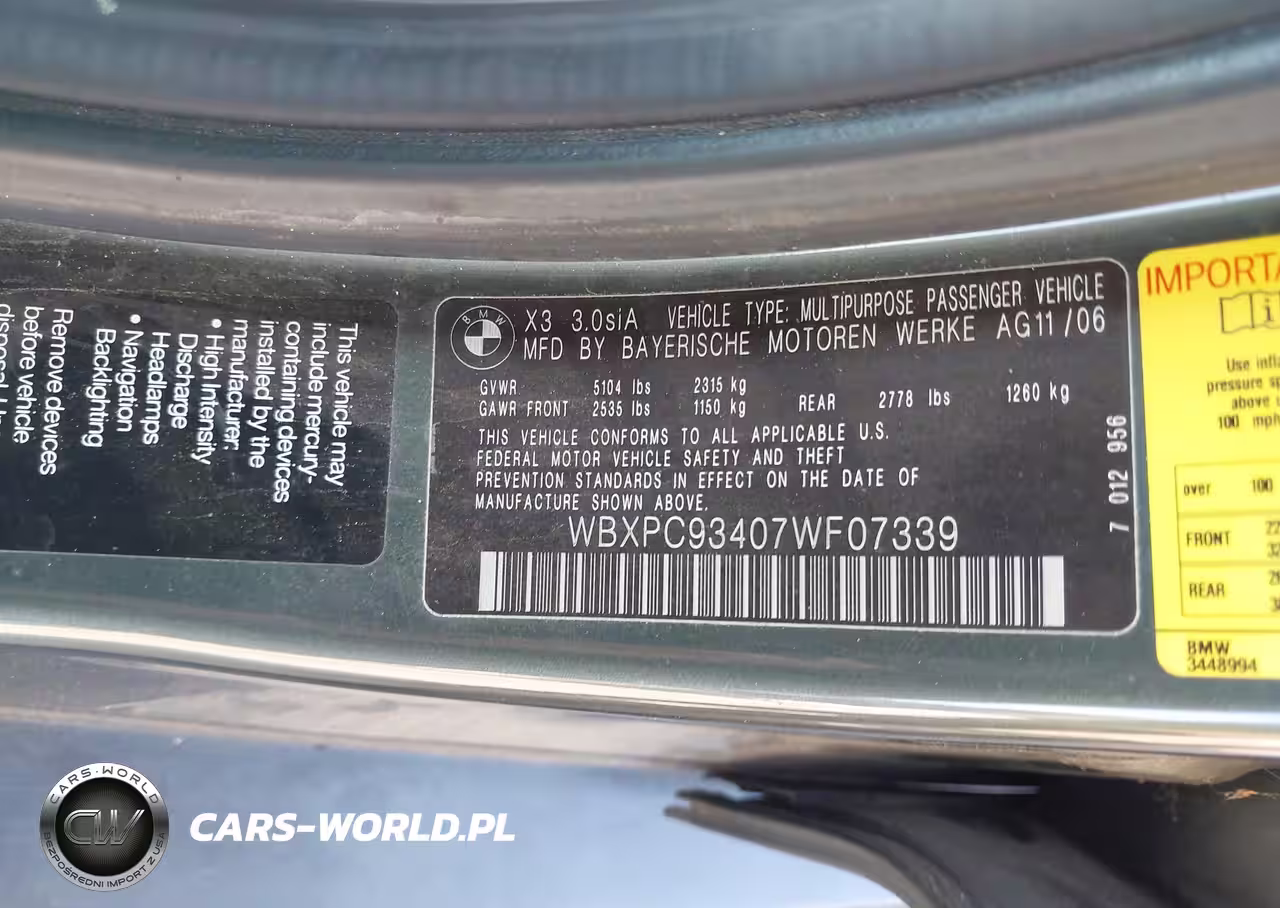 This vehicle may
include mercury-
containing devices
installed by the
manufacturer:
• High Intensity
Discharge
Headlamps
• Navigation
Backlighting
Remove devices
before vehicle
BMW
X3 3.0siA VEHICLE TYPE: MULTIPURPOSE PASSENGER VEHICLE
MFD BY BAYERISCHE MOTOREN WERKE AG11/06
GVWR 5104 lbs 2315 kg
GAWR FRONT 2535 lbs 1150 kg REAR 2778 lbs 1260 kg
THIS VEHICLE CONFORMS TO ALL APPLICABLE U.S.
FEDERAL MOTOR VEHICLE SAFETY AND THEFT
PREVENTION STANDARDS IN EFFECT ON THE DATE OF
MANUFACTURE SHOWN ABOVE.
WBXPC93407WF07339
7 012 956
Use
pressure
above
100
over 100
FRONT
REAR
BMW
3448994
CARS-WORLD
CW
BEZPOŚREDNI IMPORT Z USA
CARS-WORLD.PL